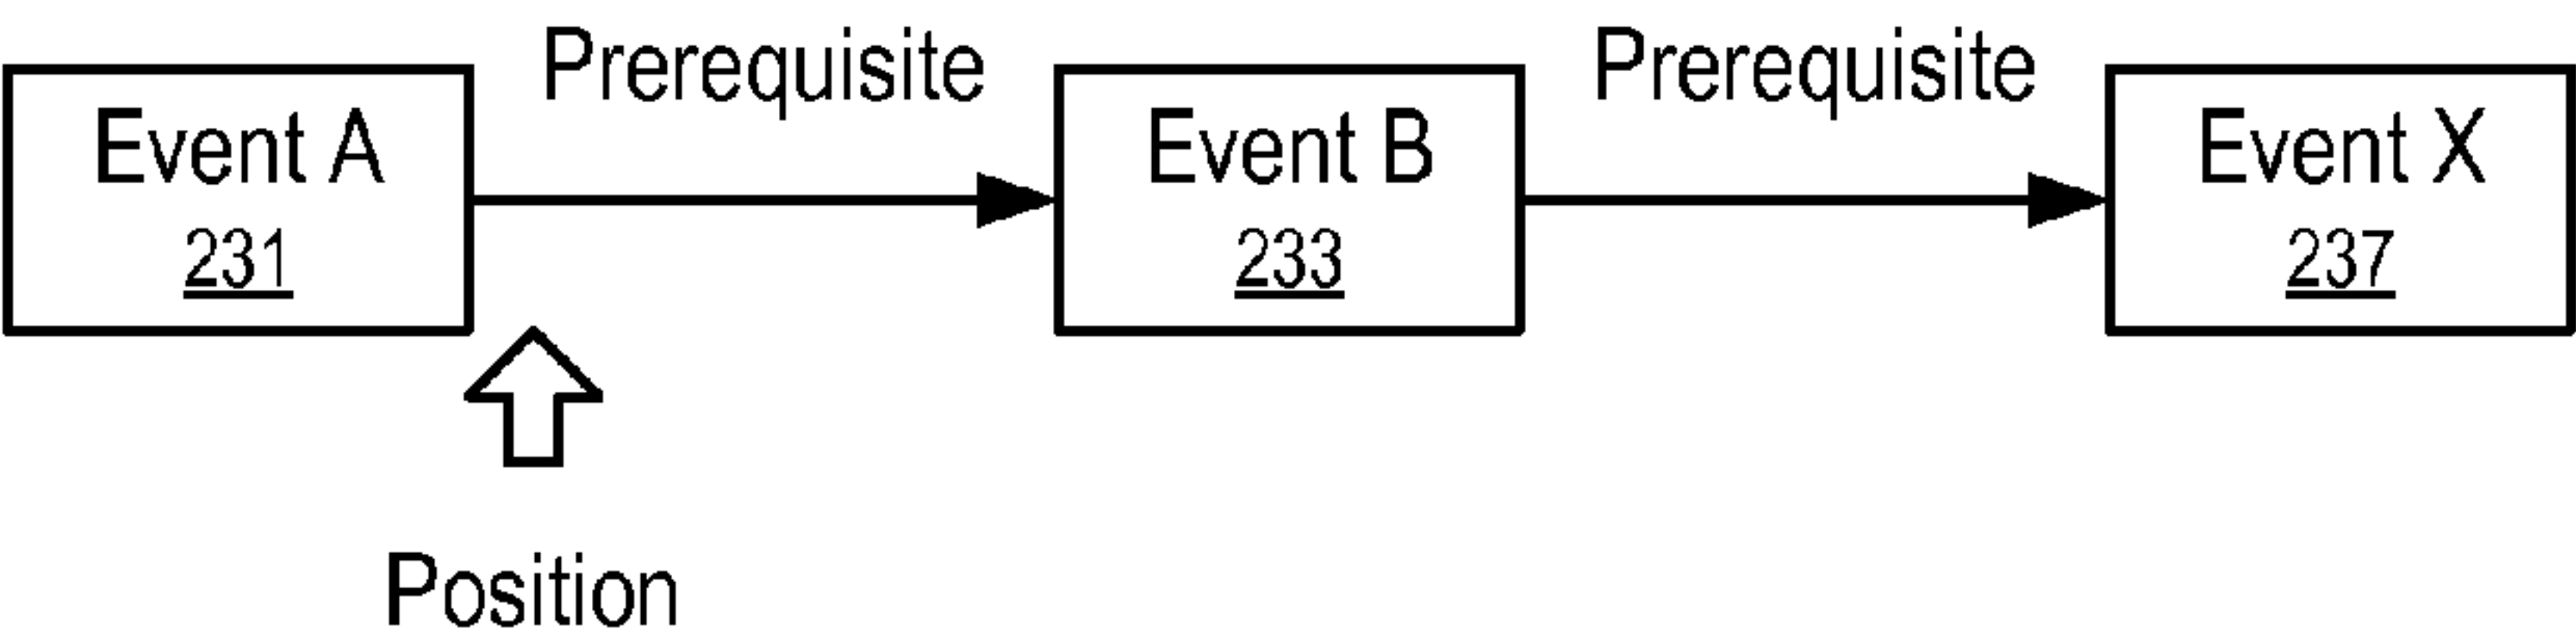 Prerequisite
Prerequisite
Event A
231
Event B
233
Event X
237
Position